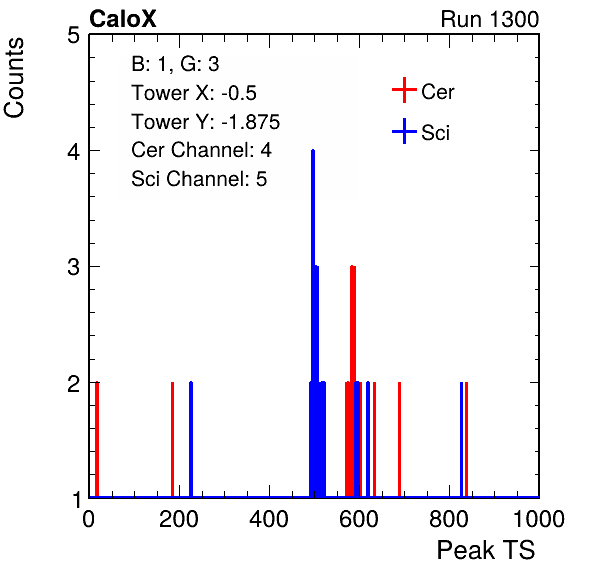 CaloX Run 1300
Counts
5
B: 1, G: 3
Tower X: -0.5
Tower Y: -1.875
Cer Channel: 4
Sci Channel: 5
Cer
Sci
4
3
2
1
0 200 400 600 800 1000
Peak TS